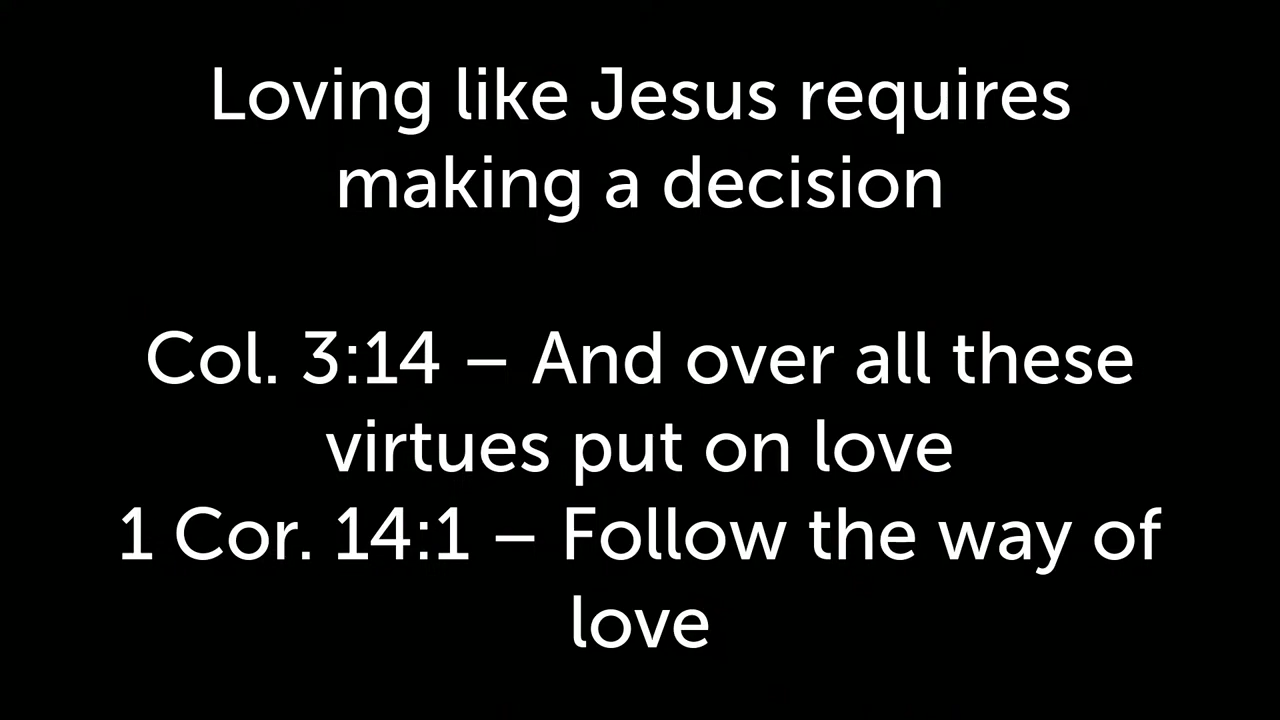 Loving like Jesus requires
making a decision
Col. 3:14 – And over all these
virtues put on love
1 Cor. 14:1 – Follow the way of
love